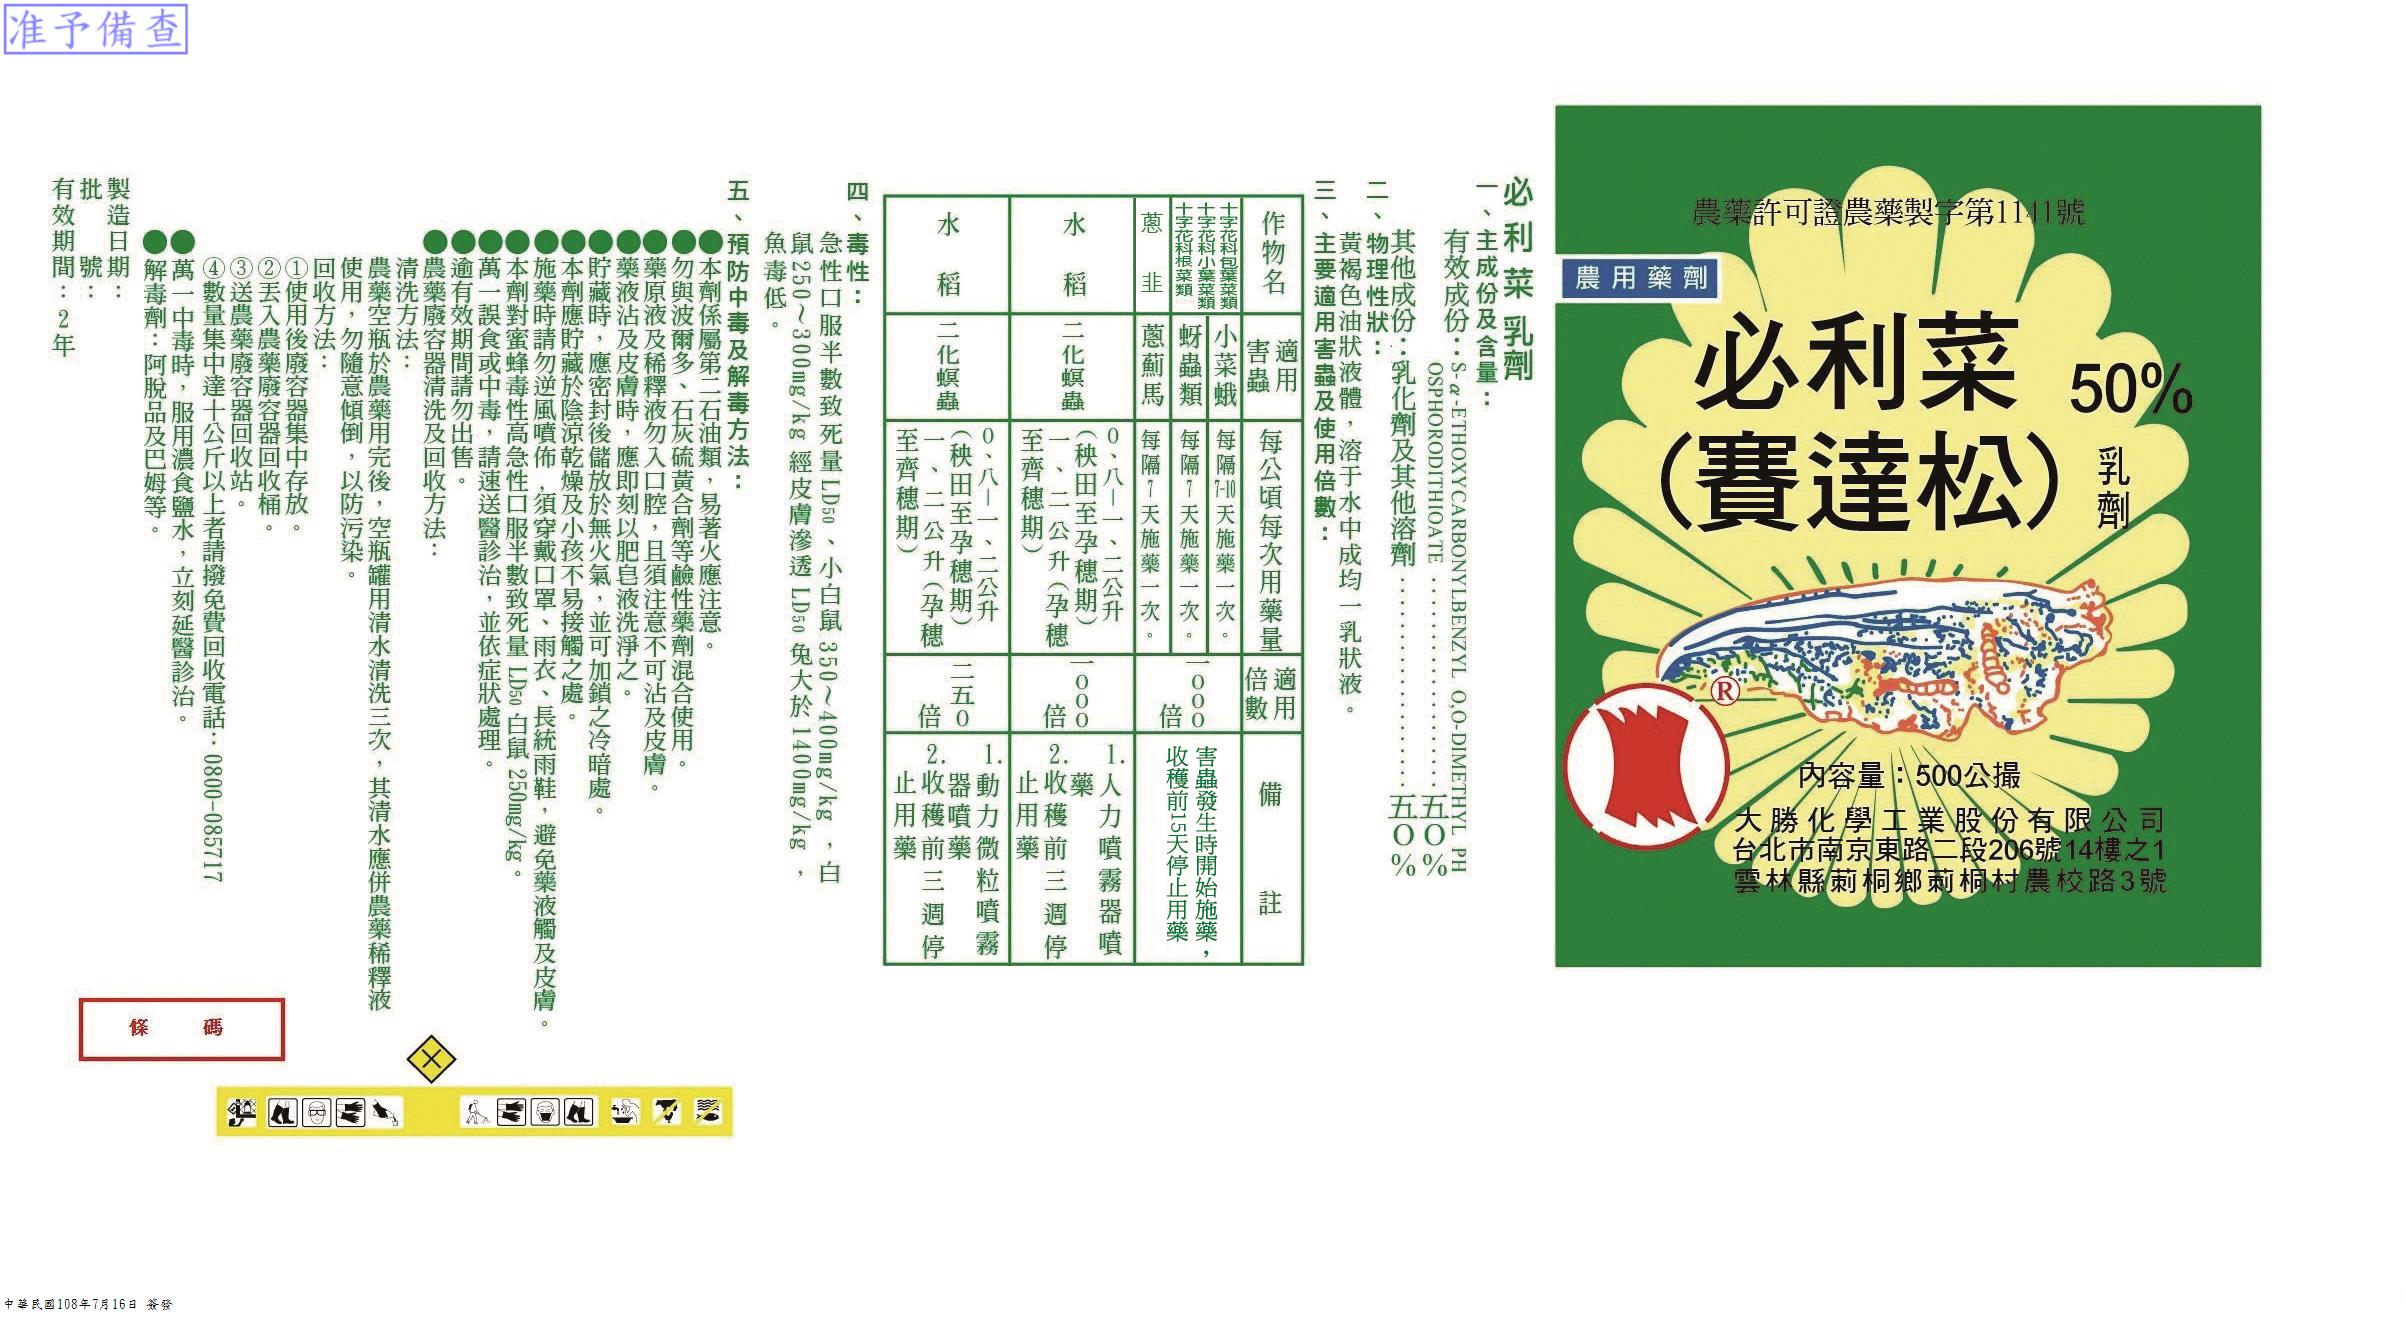 准予備查
農藥許可證農藥製字第1141號
農用藥劑
必利菜
50%
(賽達松)
乳劑
®
內容量：500公撮
大勝化學工業股份有限公司
台北市南京東路二段206號14樓之1
雲林縣莿桐鄉莿桐村農校路3號
必利菜乳劑
一、主成份及含量：
有效成份：S-α-ETHOXYCARBONYLBENZYL O,O-DIMETHYL PH
OSPHORODITHIOATE ………………五0%
其他成份：乳化劑及其他溶劑………………五0%
二、物理性狀：
黃褐色油狀液體，溶于水中成均一乳狀液。
三、主要適用害蟲及使用倍數：
作物名
適用
害蟲
每公頃每次用藥量
適用
倍數
備註
十字花科包葉菜類
十字花科小葉菜類
十字花科根菜類
小菜蛾
每隔7-10天施藥一次。
蚜蟲類
每隔7天施藥一次。
蔥韭
蔥薊馬
每隔7天施藥一次。
一000
倍
害蟲發生時開始施藥，
收穫前15天停止用藥
水稻
二化螟蟲
0、八—一、二公升
(秧田至孕穗期)
一、二公升(孕穗
至齊穗期)
一000
倍
1.人力噴霧器噴
藥
2.收穫前三週停
止用藥
水稻
二化螟蟲
0、八—一、二公升
(秧田至孕穗期)
一、二公升(孕穗
至齊穗期)
二五0
倍
1.動力微粒噴霧
器噴藥
2.收穫前三週停
止用藥
四、毒性：
急性口服半數致死量LD50、小白鼠 350~400mg/kg，白
鼠250~300mg/kg 經皮膚滲透 LD50 兔大於1400mg/kg，
魚毒低。
五、預防中毒及解毒方法：
●本劑係屬第二石油類，易著火應注意。
●勿與波爾多、石灰硫黃合劑等鹼性藥劑混合使用。
●藥原液及稀釋液勿入口腔，且須注意不可沾及皮膚。
●藥液沾及皮膚時，應即刻以肥皂液洗淨之。
●貯藏時，應密封後儲放於無火氣，並可加鎖之冷暗處。
●本劑應貯藏於陰涼乾燥及小孩不易接觸之處。
●施藥時請勿逆風噴佈，須穿戴口罩、雨衣、長統雨鞋，避免藥液觸及皮膚。
●本劑對蜜蜂毒性高急性口服半數致死量 LD50 白鼠 250mg/kg。
●萬一誤食或中毒，請速送醫診治，並依症狀處理。
●逾有效期間請勿出售。
●農藥廢容器清洗及回收方法：
清洗方法：
農藥空瓶於農藥用完後，空瓶罐用清水清洗三次，其清水應併農藥稀釋液
使用，勿隨意傾倒，以防污染。
回收方法：
①使用後廢容器集中存放。
②丟入農藥廢容器回收桶。
③送農藥廢容器回收站。
④數量集中達十公斤以上者請撥免費回收電話：0800-085717
●萬一中毒時，服用濃食鹽水，立刻延醫診治。
●解毒劑：阿脫品及巴姆等。
製造日期：
批號：
有效期間：2年
條碼
中華民國108年7月16日 簽發